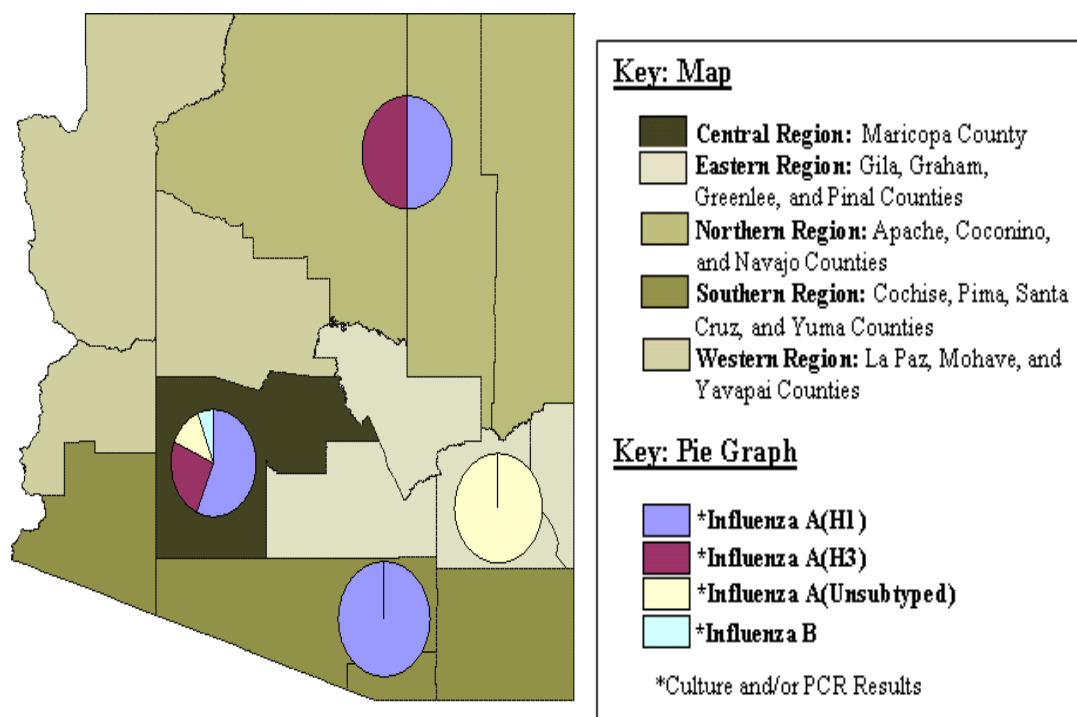 Key: Map
Central Region: Maricopa County
Eastern Region: Gila, Graham,
Greenlee, and Pinal Counties
Northern Region: Apache, Coconino,
and Navajo Counties
Southern Region: Cochise, Pima, Santa
Cruz, and Yuma Counties
Western Region: La Paz, Mohave, and
Yavapai Counties
Key: Pie Graph
*Influenza A(H1)
*Influenza A(H3)
*Influenza A(Unsubtyped)
*Influenza B
*Culture and/or PCR Results